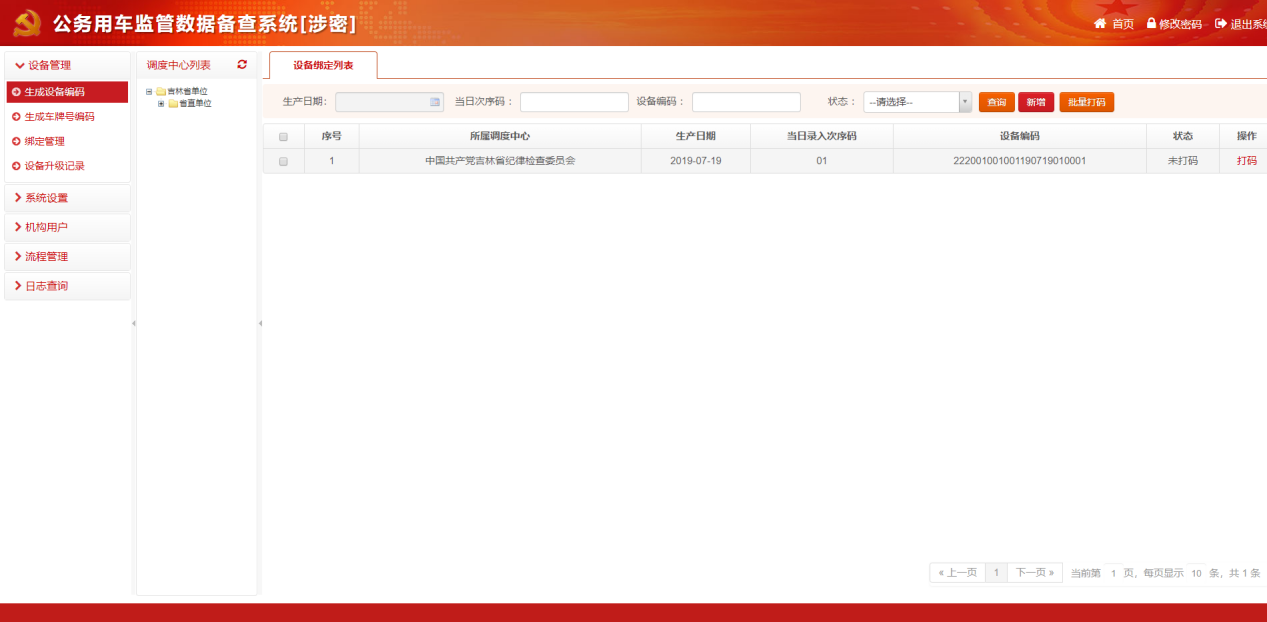 公务用车监管数据备查系统[涉密]
首页 修改密码 退出系统
设备管理
生成设备编码
生成车牌号编码
绑定管理
设备升级记录
系统设置
机构用户
流程管理
日志查询
调度中心列表
吉林省单位
省直单位
设备绑定列表
生产日期： 当日次序码： 设备编码： 状态： --请选择-- 查询 新增 批量打码
序号 所属调度中心 生产日期 当日录入次序码 设备编码 状态 操作
1 中国共产党吉林省纪律检查委员会 2019-07-19 01 222001001001190719010001 未打码 打码
« 上一页 1 下一页 » 当前第 1 页, 每页显示 10 条, 共 1 条